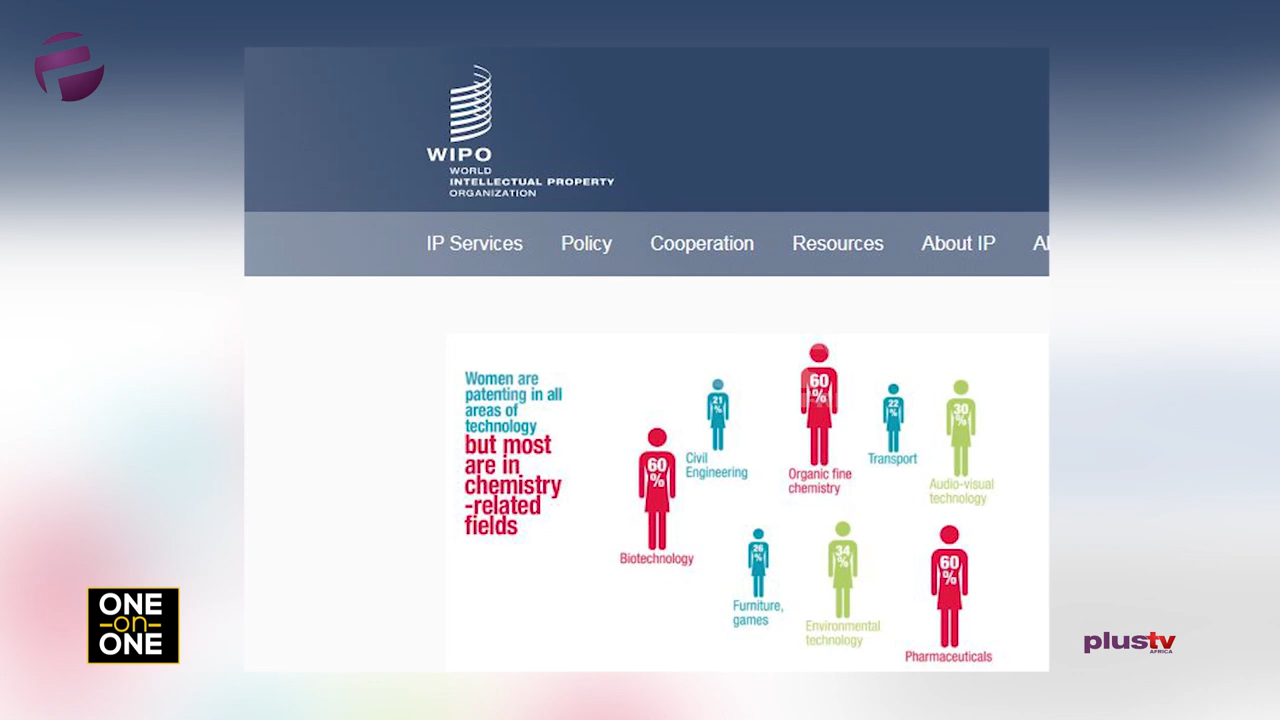 WIPO
WORLD
INTELLECTUAL PROPERTY
ORGANIZATION
IP Services
Policy
Cooperation
Resources
About IP
Women are
patenting in all
areas of
technology
but most
are in
chemistry
-related
fields
60
%
Biotechnology
21
%
Civil
Engineering
60
%
Organic fine
chemistry
22
%
Transport
30
%
Audio-visual
technology
26
%
Furniture,
games
34
%
Environmental
technology
60
%
Pharmaceuticals
ONE
on
ONE
plustv
AFRICA